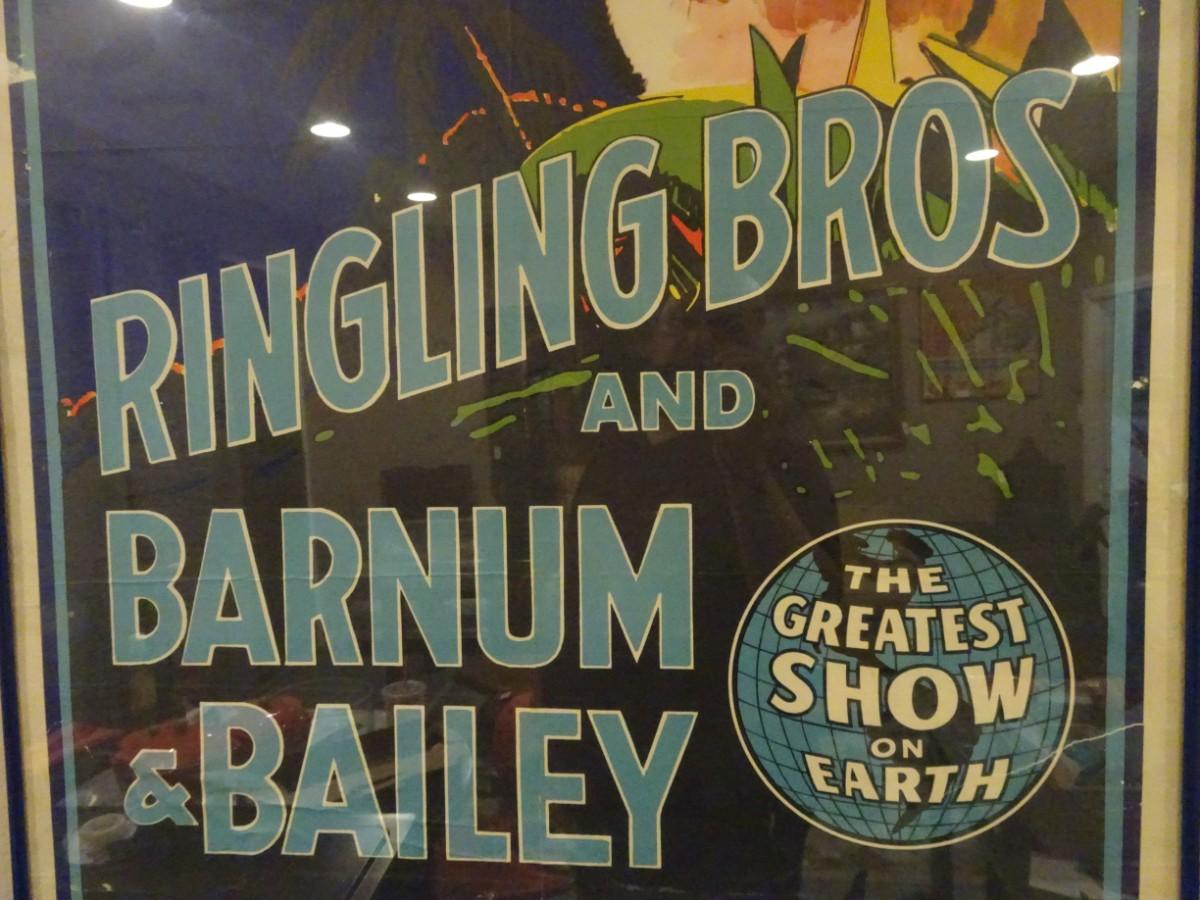 RINGLING BROS
AND
BARNUM
& BAILEY
THE
GREATEST
SHOW
ON
EARTH